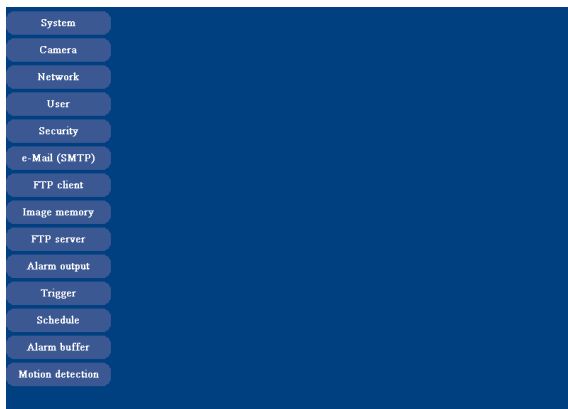 System
Camera
Network
User
Security
e-Mail (SMTP)
FTP client
Image memory
FTP server
Alarm output
Trigger
Schedule
Alarm buffer
Motion detection